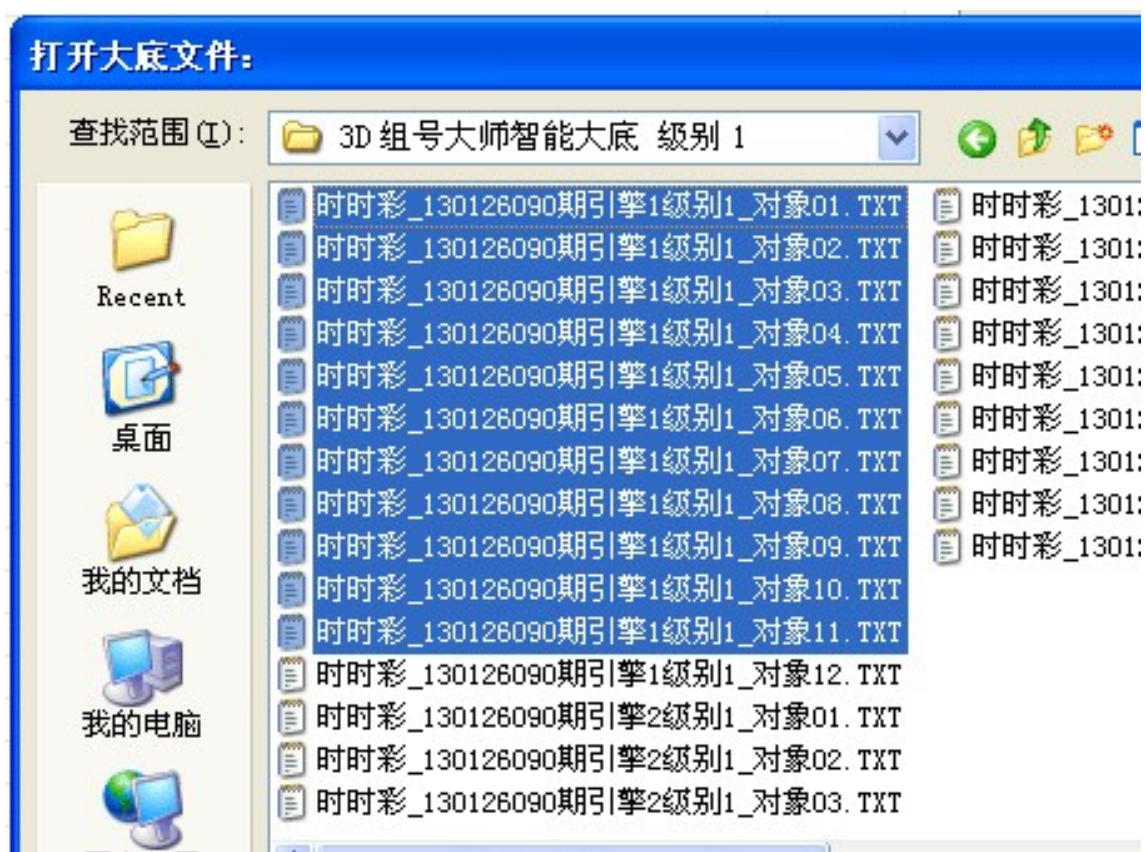 打开大底文件:
查找范围(I):
3D 组号大师智能大底 级别 1
Recent
桌面
我的文档
我的电脑
时时彩_130126090期引擎1级别1_对象01.TXT
时时彩_130126090期引擎1级别1_对象02.TXT
时时彩_130126090期引擎1级别1_对象03.TXT
时时彩_130126090期引擎1级别1_对象04.TXT
时时彩_130126090期引擎1级别1_对象05.TXT
时时彩_130126090期引擎1级别1_对象06.TXT
时时彩_130126090期引擎1级别1_对象07.TXT
时时彩_130126090期引擎1级别1_对象08.TXT
时时彩_130126090期引擎1级别1_对象09.TXT
时时彩_130126090期引擎1级别1_对象10.TXT
时时彩_130126090期引擎1级别1_对象11.TXT
时时彩_130126090期引擎1级别1_对象12.TXT
时时彩_130126090期引擎2级别1_对象01.TXT
时时彩_130126090期引擎2级别1_对象02.TXT
时时彩_130126090期引擎2级别1_对象03.TXT
时时彩_1301
时时彩_1301
时时彩_1301
时时彩_1301
时时彩_1301
时时彩_1301
时时彩_1301
时时彩_1301
时时彩_1301